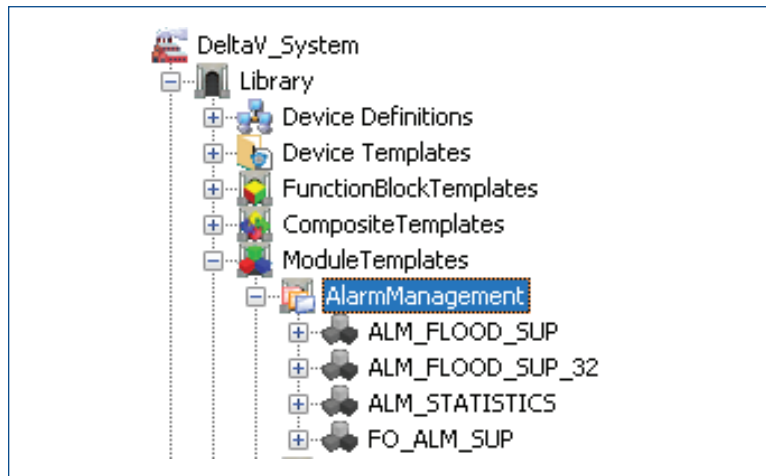 DeltaV_System
Library
Device Definitions
Device Templates
FunctionBlockTemplates
CompositeTemplates
ModuleTemplates
AlarmManagement
ALM_FLOOD_SUP
ALM_FLOOD_SUP_32
ALM_STATISTICS
FO_ALM_SUP